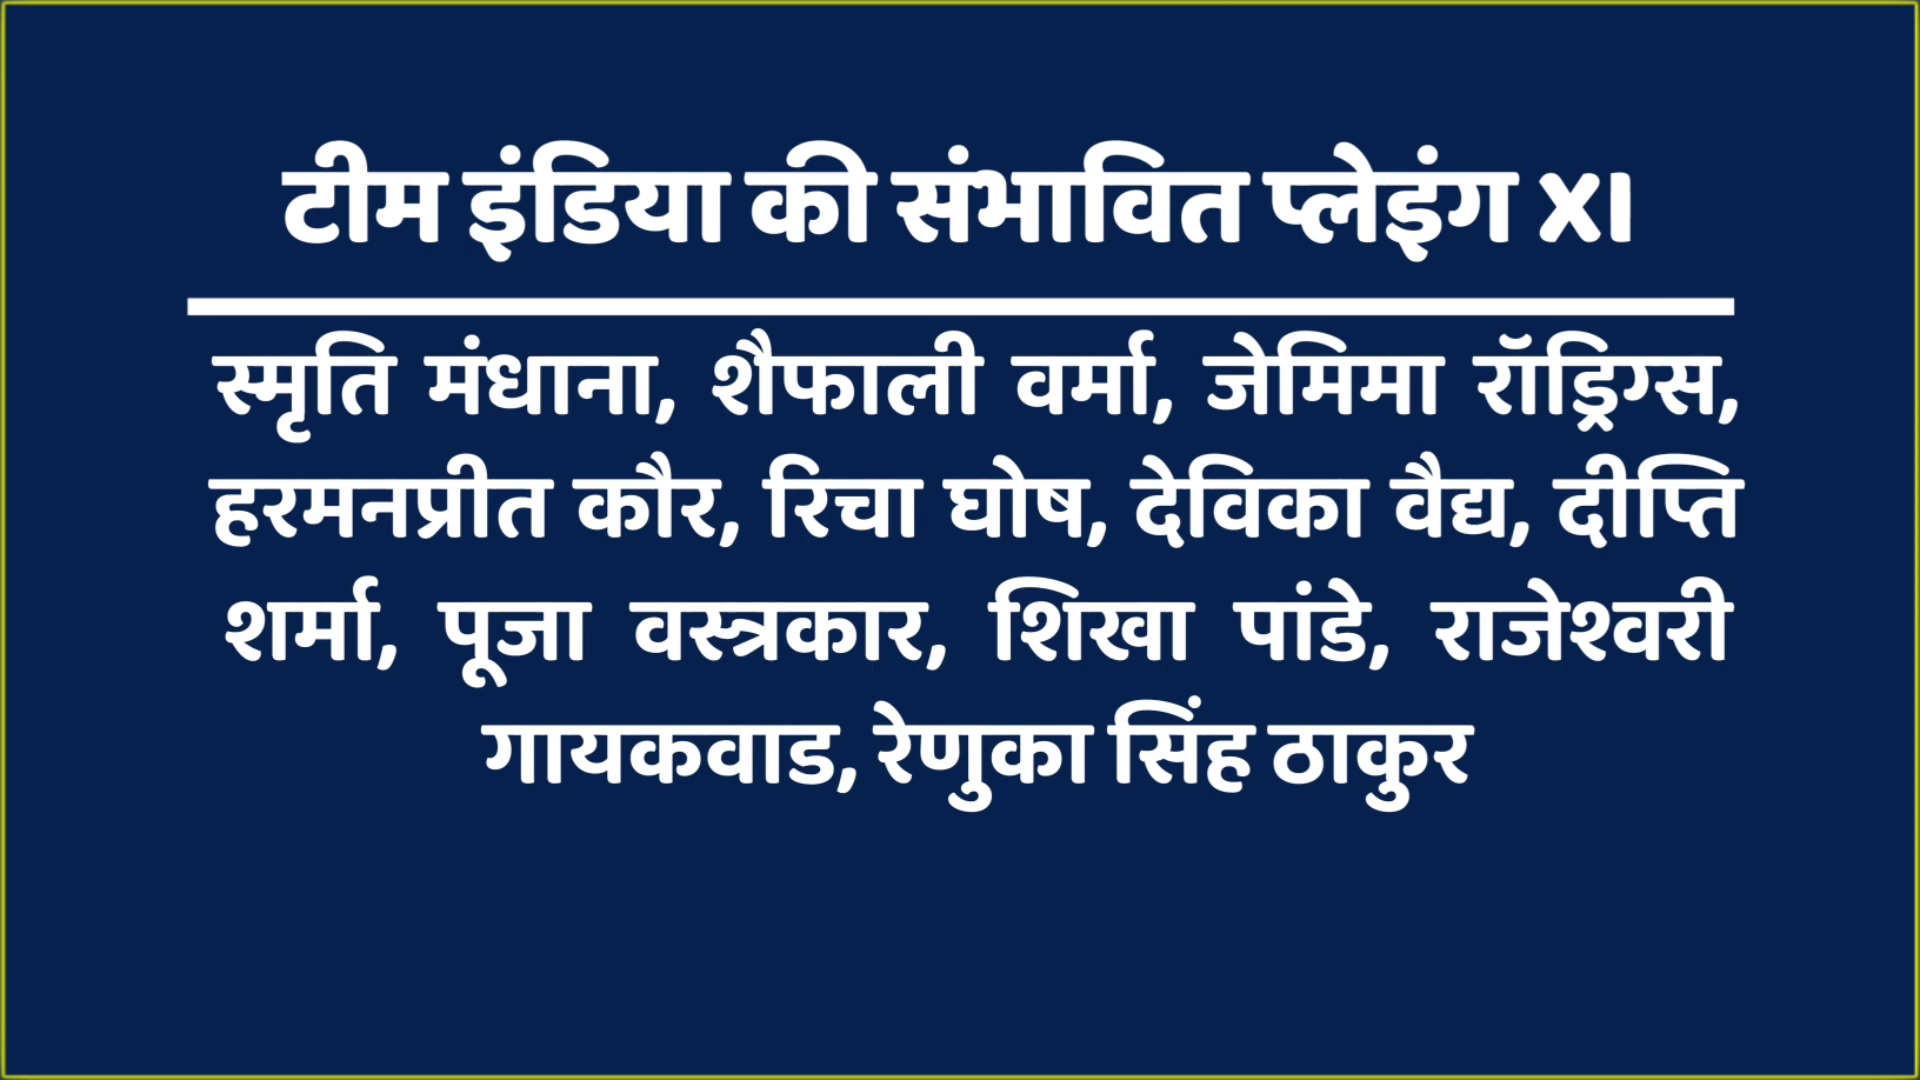 टीम इंडिया की संभावित प्लेइंग XI
स्मृति मंधाना, शैफाली वर्मा, जेमिमा रॉड्रिग्स,
हरमनप्रीत कौर, रिचा घोष, देविका वैद्य, दीप्ति
शर्मा, पूजा वस्त्रकार, शिखा पांडे, राजेश्वरी
गायकवाड, रेणुका सिंह ठाकुर